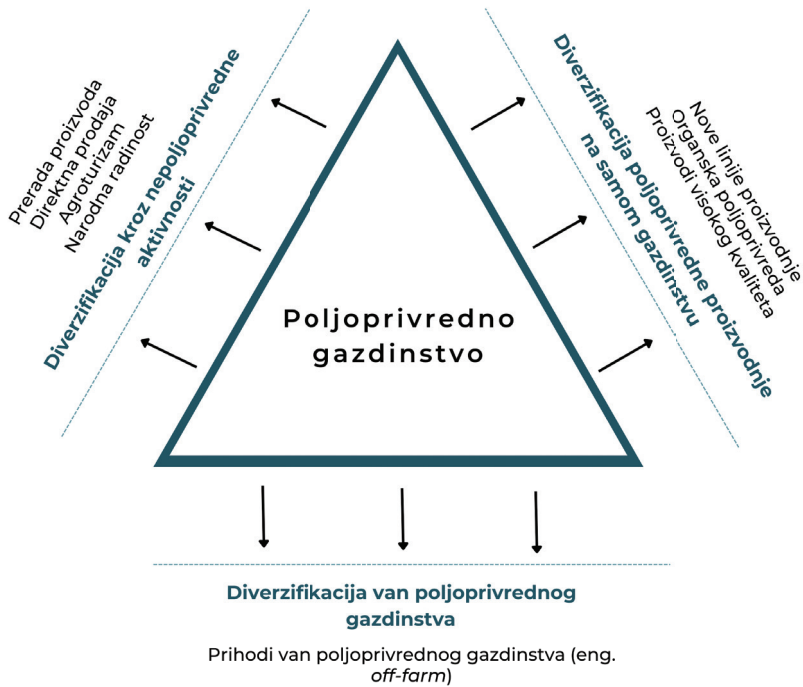 Prerada proizvoda
Direktna prodaja
Agroturizam
Narodna radinost
Diverzifikacija kroz nepoljoprivredne
aktivnosti
Nove linije proizvodnje
Organska poljoprivreda
Proizvodi visokog kvaliteta
Diverzifikacija poljoprivredne proizvodnje
na samom gazdinstvu
Poljoprivredno
gazdinstvo
Diverzifikacija van poljoprivrednog
gazdinstva
Prihodi van poljoprivrednog gazdinstva (eng.
off-farm)